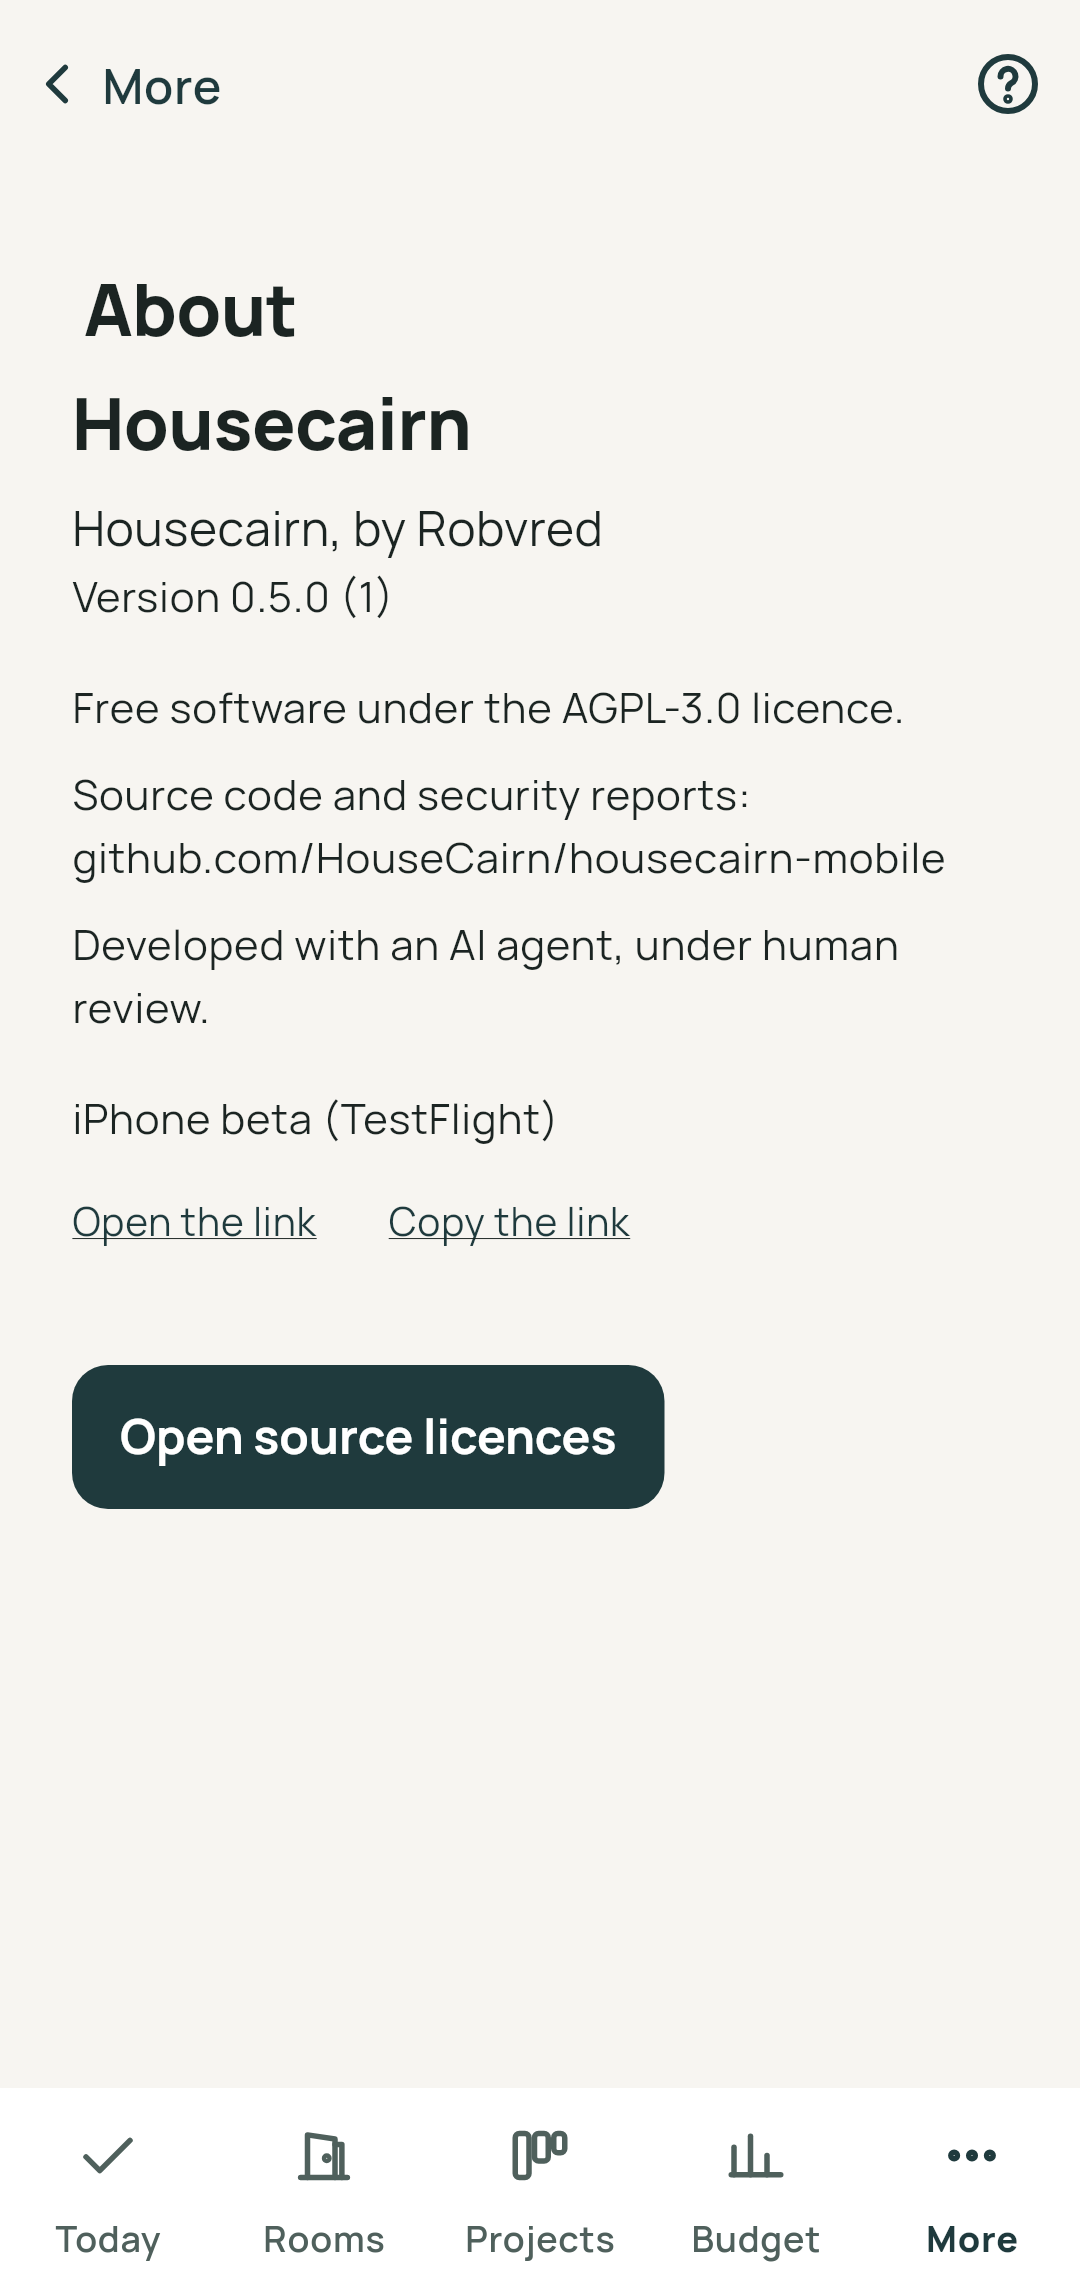 More
About
Housecairn
Housecairn, by Robvred
Version 0.5.0 (1)
Free software under the AGPL-3.0 licence.
Source code and security reports:
github.com/HouseCairn/housecairn-mobile
Developed with an AI agent, under human
review.
iPhone beta (TestFlight)
Open the link Copy the link
Open source licences
Today Rooms Projects Budget More